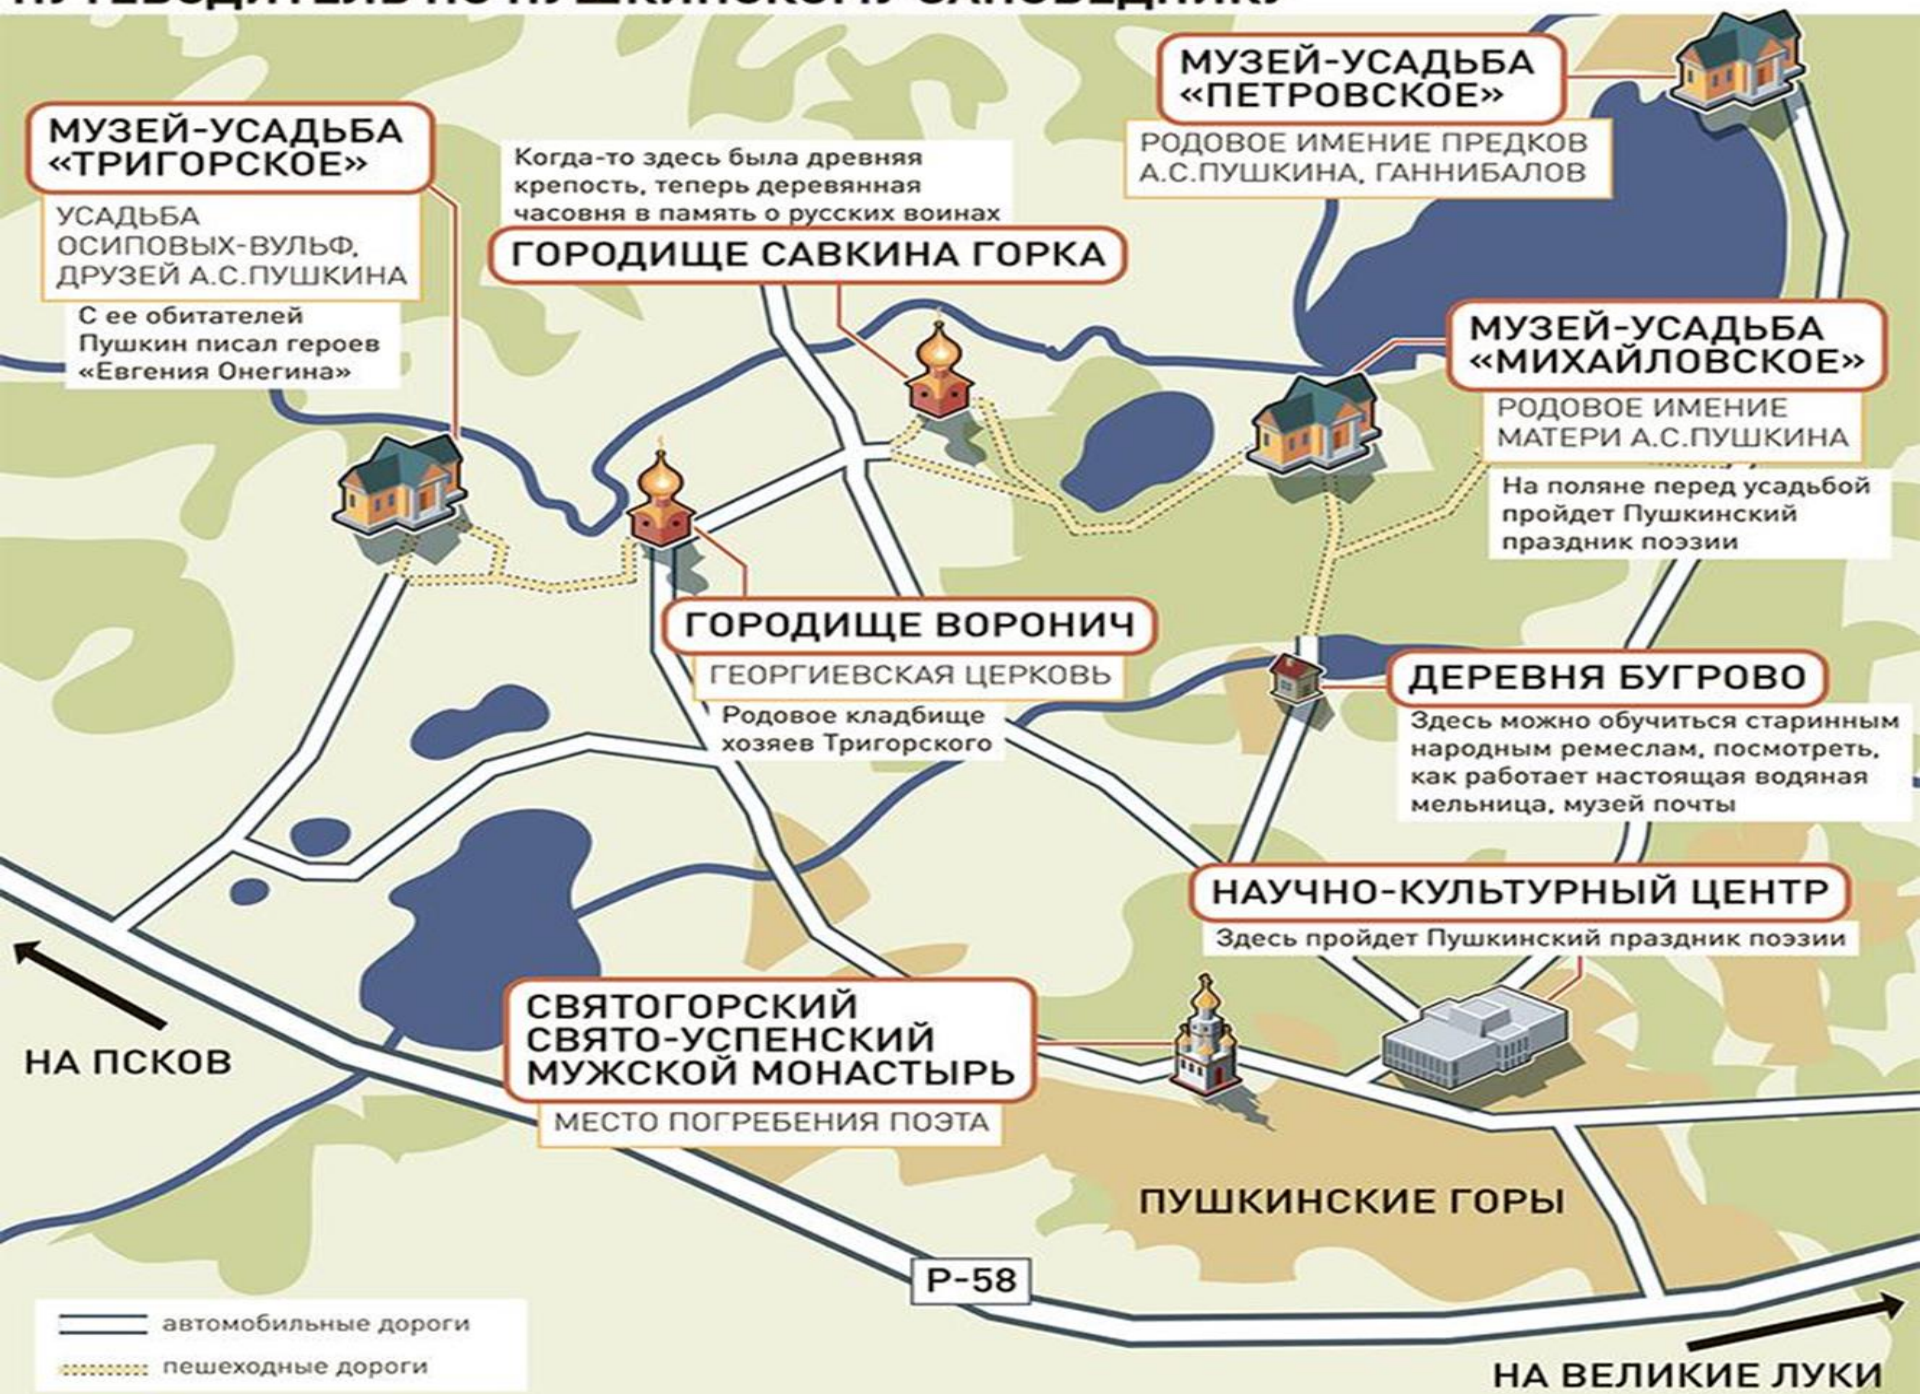 ПУТЕВОДИТЕЛЬ ПО ПУШКИНСКОМУ ЗАПОВЕДНИКУ
МУЗЕЙ-УСАДЬБА
«ТРИГОРСКОЕ»
УСАДЬБА
ОСИПОВЫХ-ВУЛЬФ,
ДРУЗЕЙ А.С.ПУШКИНА
С ее обитателей
Пушкин писал героев
«Евгения Онегина»
Когда-то здесь была древняя
крепость, теперь деревянная
часовня в память о русских воинах
ГОРОДИЩЕ САВКИНА ГОРКА
МУЗЕЙ-УСАДЬБА
«ПЕТРОВСКОЕ»
РОДОВОЕ ИМЕНИЕ ПРЕДКОВ
А.С.ПУШКИНА, ГАННИБАЛОВ
МУЗЕЙ-УСАДЬБА
«МИХАЙЛОВСКОЕ»
РОДОВОЕ ИМЕНИЕ
МАТЕРИ А.С.ПУШКИНА
На поляне перед усадьбой
пройдет Пушкинский
праздник поэзии
ГОРОДИЩЕ ВОРОНИЧ
ГЕОРГИЕВСКАЯ ЦЕРКОВЬ
Родовое кладбище
хозяев Тригорского
ДЕРЕВНЯ БУГРОВО
Здесь можно обучиться старинным
народным ремеслам, посмотреть,
как работает настоящая водяная
мельница, музей почты
НАУЧНО-КУЛЬТУРНЫЙ ЦЕНТР
Здесь пройдет Пушкинский праздник поэзии
СВЯТОГОРСКИЙ
СВЯТО-УСПЕНСКИЙ
МУЖСКОЙ МОНАСТЫРЬ
МЕСТО ПОГРЕБЕНИЯ ПОЭТА
НА ПСКОВ
ПУШКИНСКИЕ ГОРЫ
Р-58
автомобильные дороги
пешеходные дороги
НА ВЕЛИКИЕ ЛУКИ